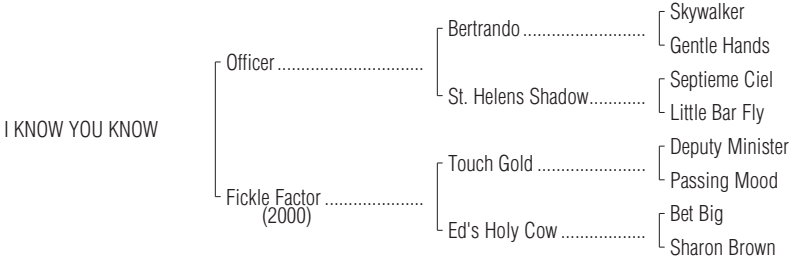 Skywalker
Bertrando ..........................
Gentle Hands
Officer ...............................
Septieme Ciel
St. Helens Shadow............
Little Bar Fly
I KNOW YOU KNOW
Deputy Minister
Touch Gold .......................
Passing Mood
Fickle Factor .....................
(2000)
Bet Big
Ed's Holy Cow ..................
Sharon Brown